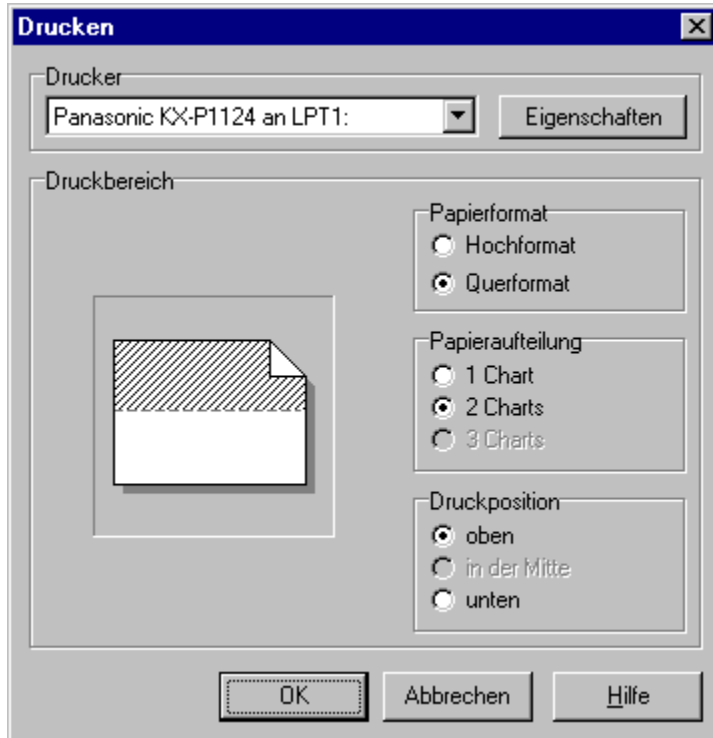 Drucken
Drucker
Panasonic KX-P1124 an LPT1:
Eigenschaften
Druckbereich
Papierformat
Hochformat
Querformat
Papieraufteilung
1 Chart
2 Charts
3 Charts
Druckposition
oben
in der Mitte
unten
OK
Abbrechen
Hilfe